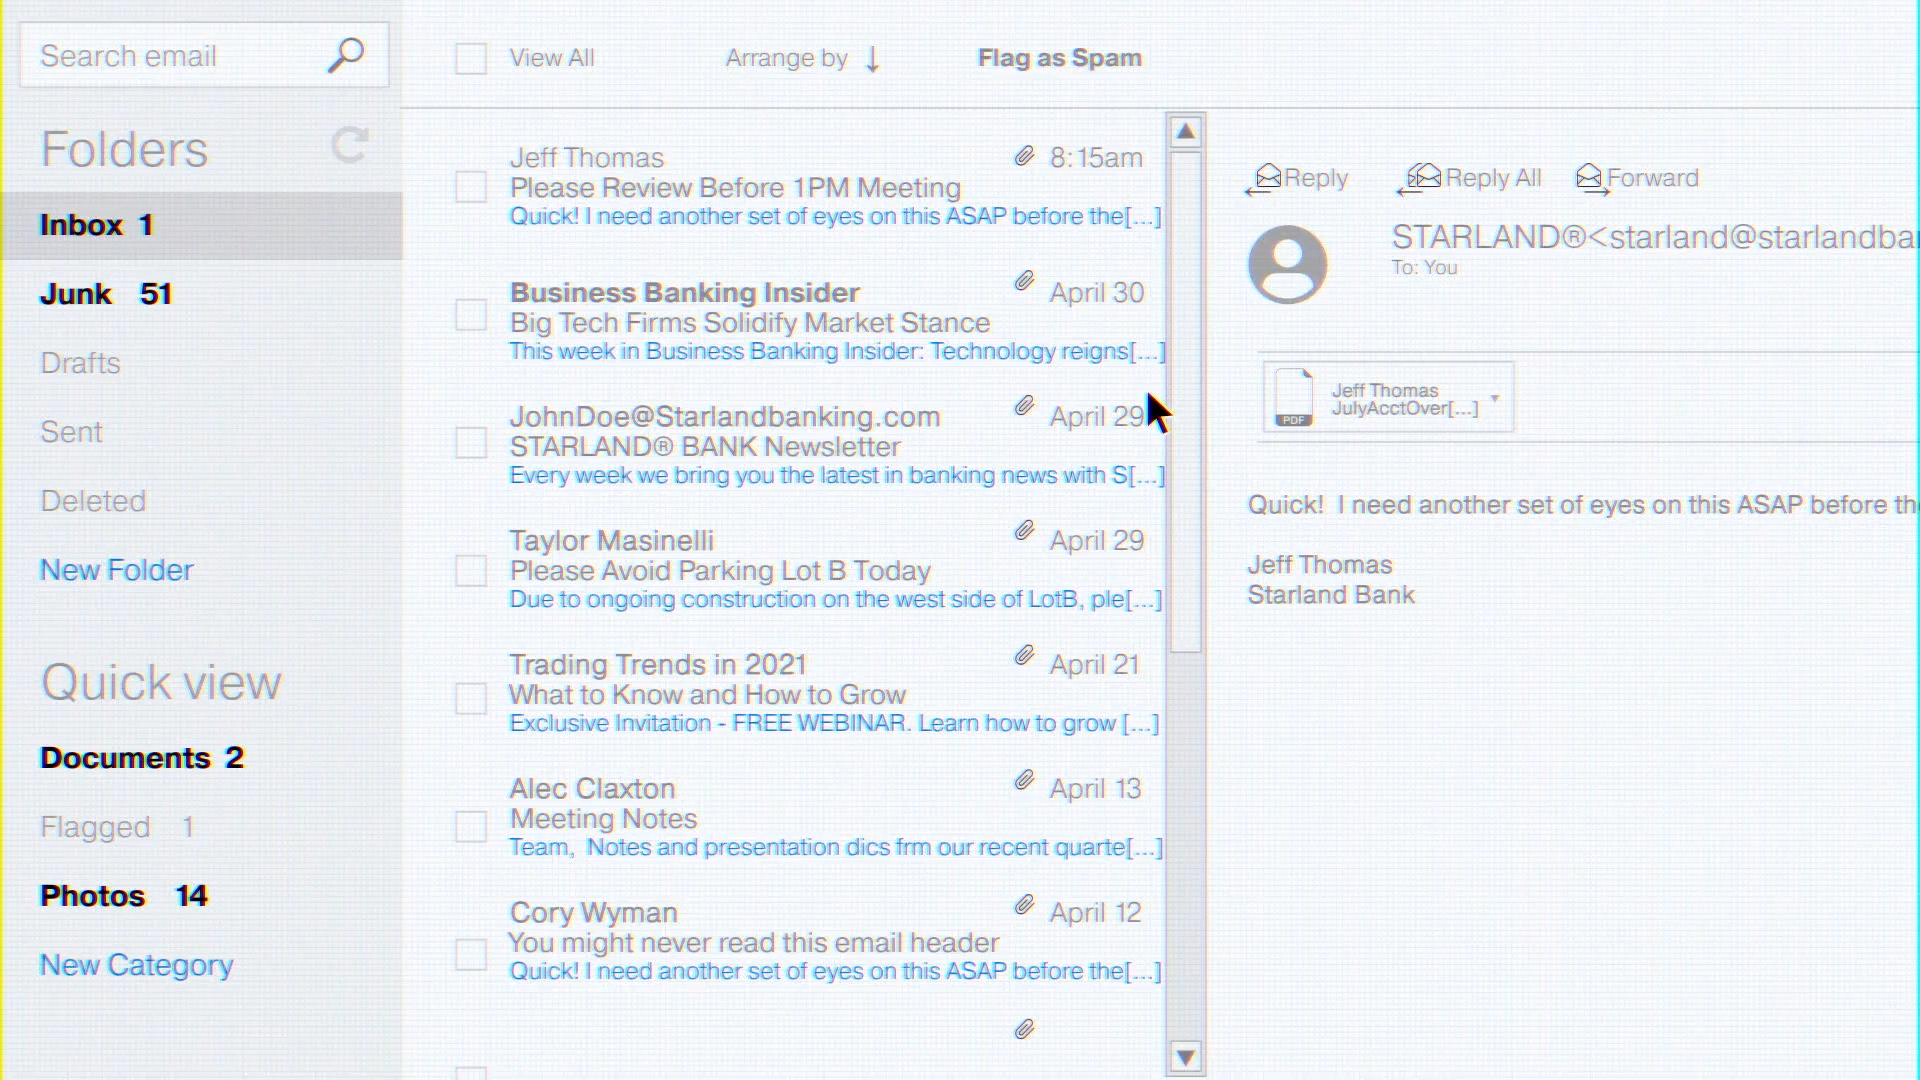 Search email
View All
Arrange by ↓
Flag as Spam
Folders
Inbox 1
Junk 51
Drafts
Sent
Deleted
New Folder
Quick view
Documents 2
Flagged 1
Photos 14
New Category
Jeff Thomas 8:15am
Please Review Before 1PM Meeting
Quick! I need another set of eyes on this ASAP before the[...]
Business Banking Insider April 30
Big Tech Firms Solidify Market Stance
This week in Business Banking Insider: Technology reigns[...]
JohnDoe@Starlandbanking.com April 29
STARLAND® BANK Newsletter
Every week we bring you the latest in banking news with S[...]
Taylor Masinelli April 29
Please Avoid Parking Lot B Today
Due to ongoing construction on the west side of LotB, ple[...]
Trading Trends in 2021 April 21
What to Know and How to Grow
Exclusive Invitation - FREE WEBINAR. Learn how to grow [...]
Alec Claxton April 13
Meeting Notes
Team, Notes and presentation dics frm our recent quarte[...]
Cory Wyman April 12
You might never read this email header
Quick! I need another set of eyes on this ASAP before the[...]
Reply
Reply All
Forward
STARLAND®<starland@starlandba
To: You
PDF
Jeff Thomas
JulyAcctOver[...]
Quick! I need another set of eyes on this ASAP before th
Jeff Thomas
Starland Bank